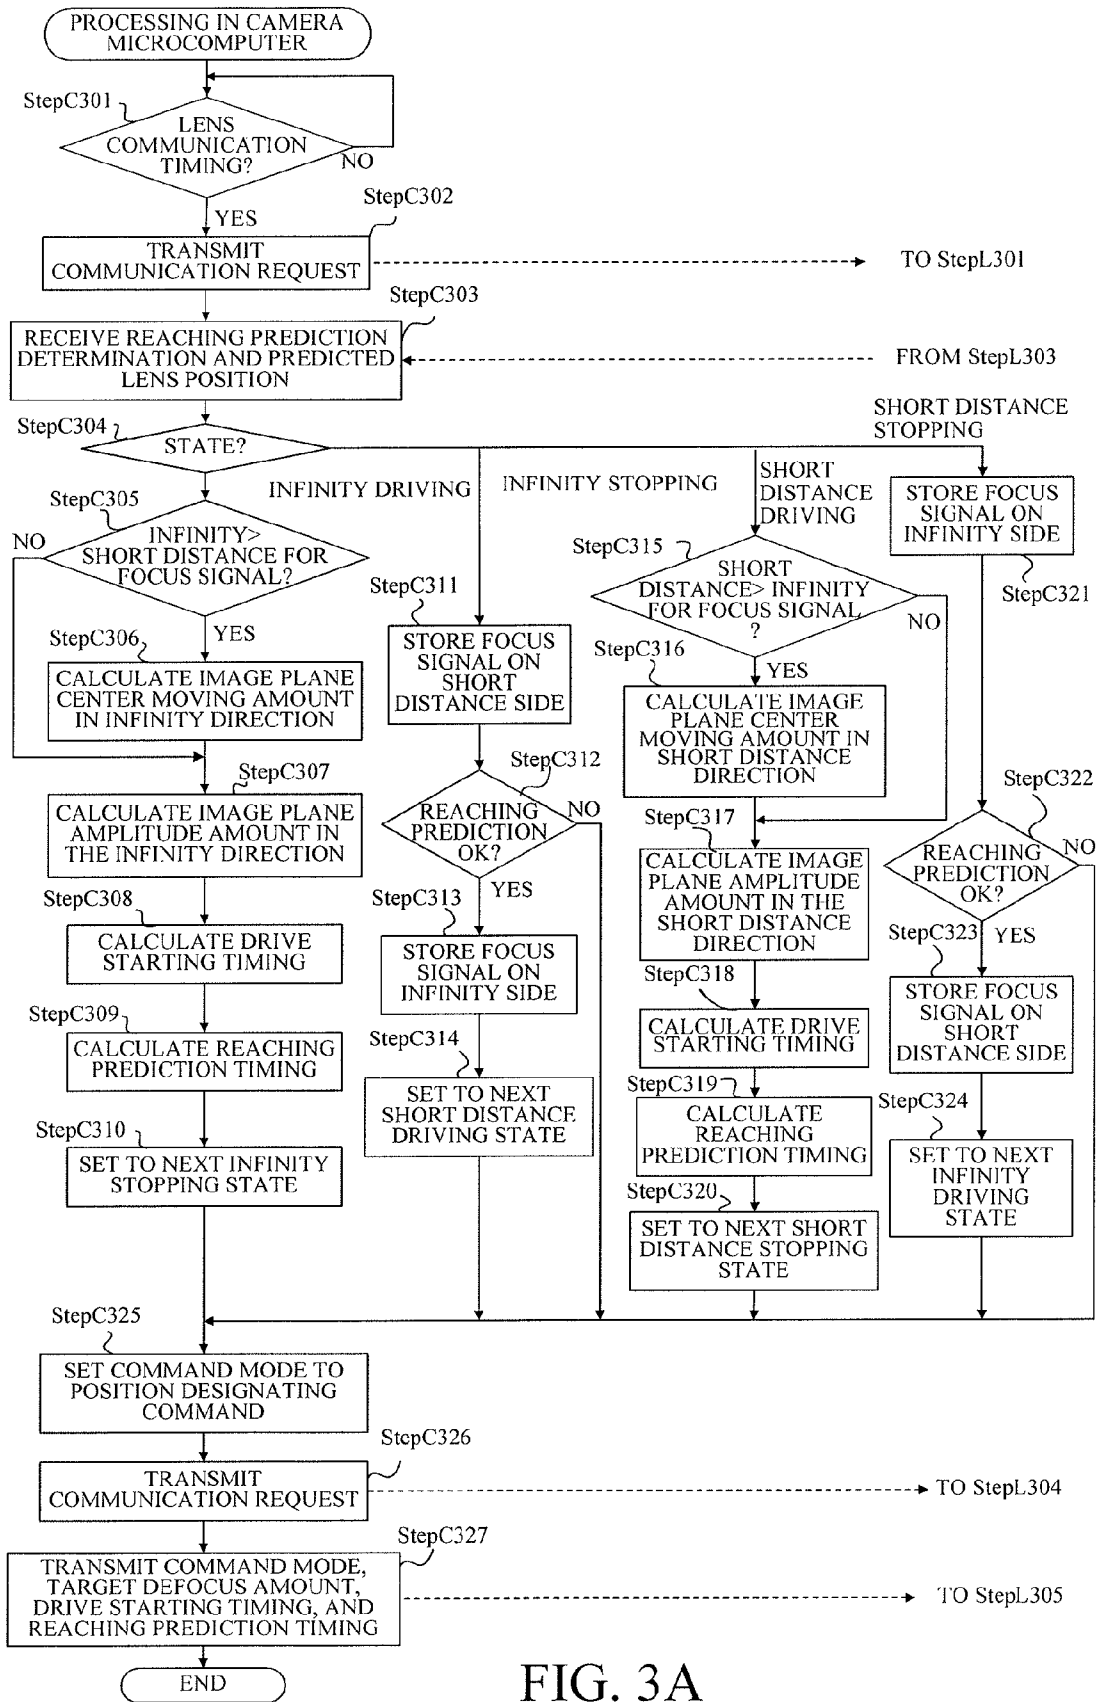 PROCESSING IN CAMERA
MICROCOMPUTER
StepC301
LENS
COMMUNICATION
TIMING?
NO
YES
StepC302
TRANSMIT
COMMUNICATION REQUEST
TO StepL301
StepC303
RECEIVE REACHING PREDICTION
DETERMINATION AND PREDICTED
LENS POSITION
FROM StepL303
StepC304
STATE?
INFINITY DRIVING
INFINITY STOPPING
SHORT
DISTANCE
DRIVING
SHORT DISTANCE
STOPPING
StepC305
INFINITY>
SHORT DISTANCE FOR
FOCUS SIGNAL?
NO
YES
StepC306
CALCULATE IMAGE PLANE
CENTER MOVING AMOUNT
IN INFINITY DIRECTION
StepC307
CALCULATE IMAGE PLANE
AMPLITUDE AMOUNT IN
THE INFINITY DIRECTION
StepC308
CALCULATE DRIVE
STARTING TIMING
StepC309
CALCULATE REACHING
PREDICTION TIMING
StepC310
SET TO NEXT INFINITY
STOPPING STATE
StepC311
STORE FOCUS
SIGNAL ON
SHORT
DISTANCE SIDE
StepC312
REACHING
PREDICTION
OK?
NO
YES
StepC313
STORE FOCUS
SIGNAL ON
INFINITY SIDE
StepC314
SET TO NEXT
SHORT DISTANCE
DRIVING STATE
StepC315
SHORT
DISTANCE> INFINITY
FOR FOCUS SIGNAL
?
NO
YES
StepC316
CALCULATE IMAGE
PLANE CENTER
MOVING AMOUNT IN
SHORT DISTANCE
DIRECTION
StepC317
CALCULATE IMAGE
PLANE AMPLITUDE
AMOUNT IN THE
SHORT DISTANCE
DIRECTION
StepC318
CALCULATE DRIVE
STARTING TIMING
StepC319
CALCULATE
REACHING
PREDICTION TIMING
StepC320
SET TO NEXT SHORT
DISTANCE STOPPING
STATE
STORE FOCUS
SIGNAL ON
INFINITY SIDE
StepC321
StepC322
REACHING
PREDICTION
OK?
NO
YES
StepC323
STORE FOCUS
SIGNAL ON
SHORT
DISTANCE SIDE
StepC324
SET TO NEXT
INFINITY
DRIVING
STATE
StepC325
SET COMMAND MODE TO
POSITION DESIGNATING
COMMAND
StepC326
TRANSMIT
COMMUNICATION REQUEST
TO StepL304
StepC327
TRANSMIT COMMAND MODE,
TARGET DEFOCUS AMOUNT,
DRIVE STARTING TIMING, AND
REACHING PREDICTION TIMING
TO StepL305
END
FIG. 3A